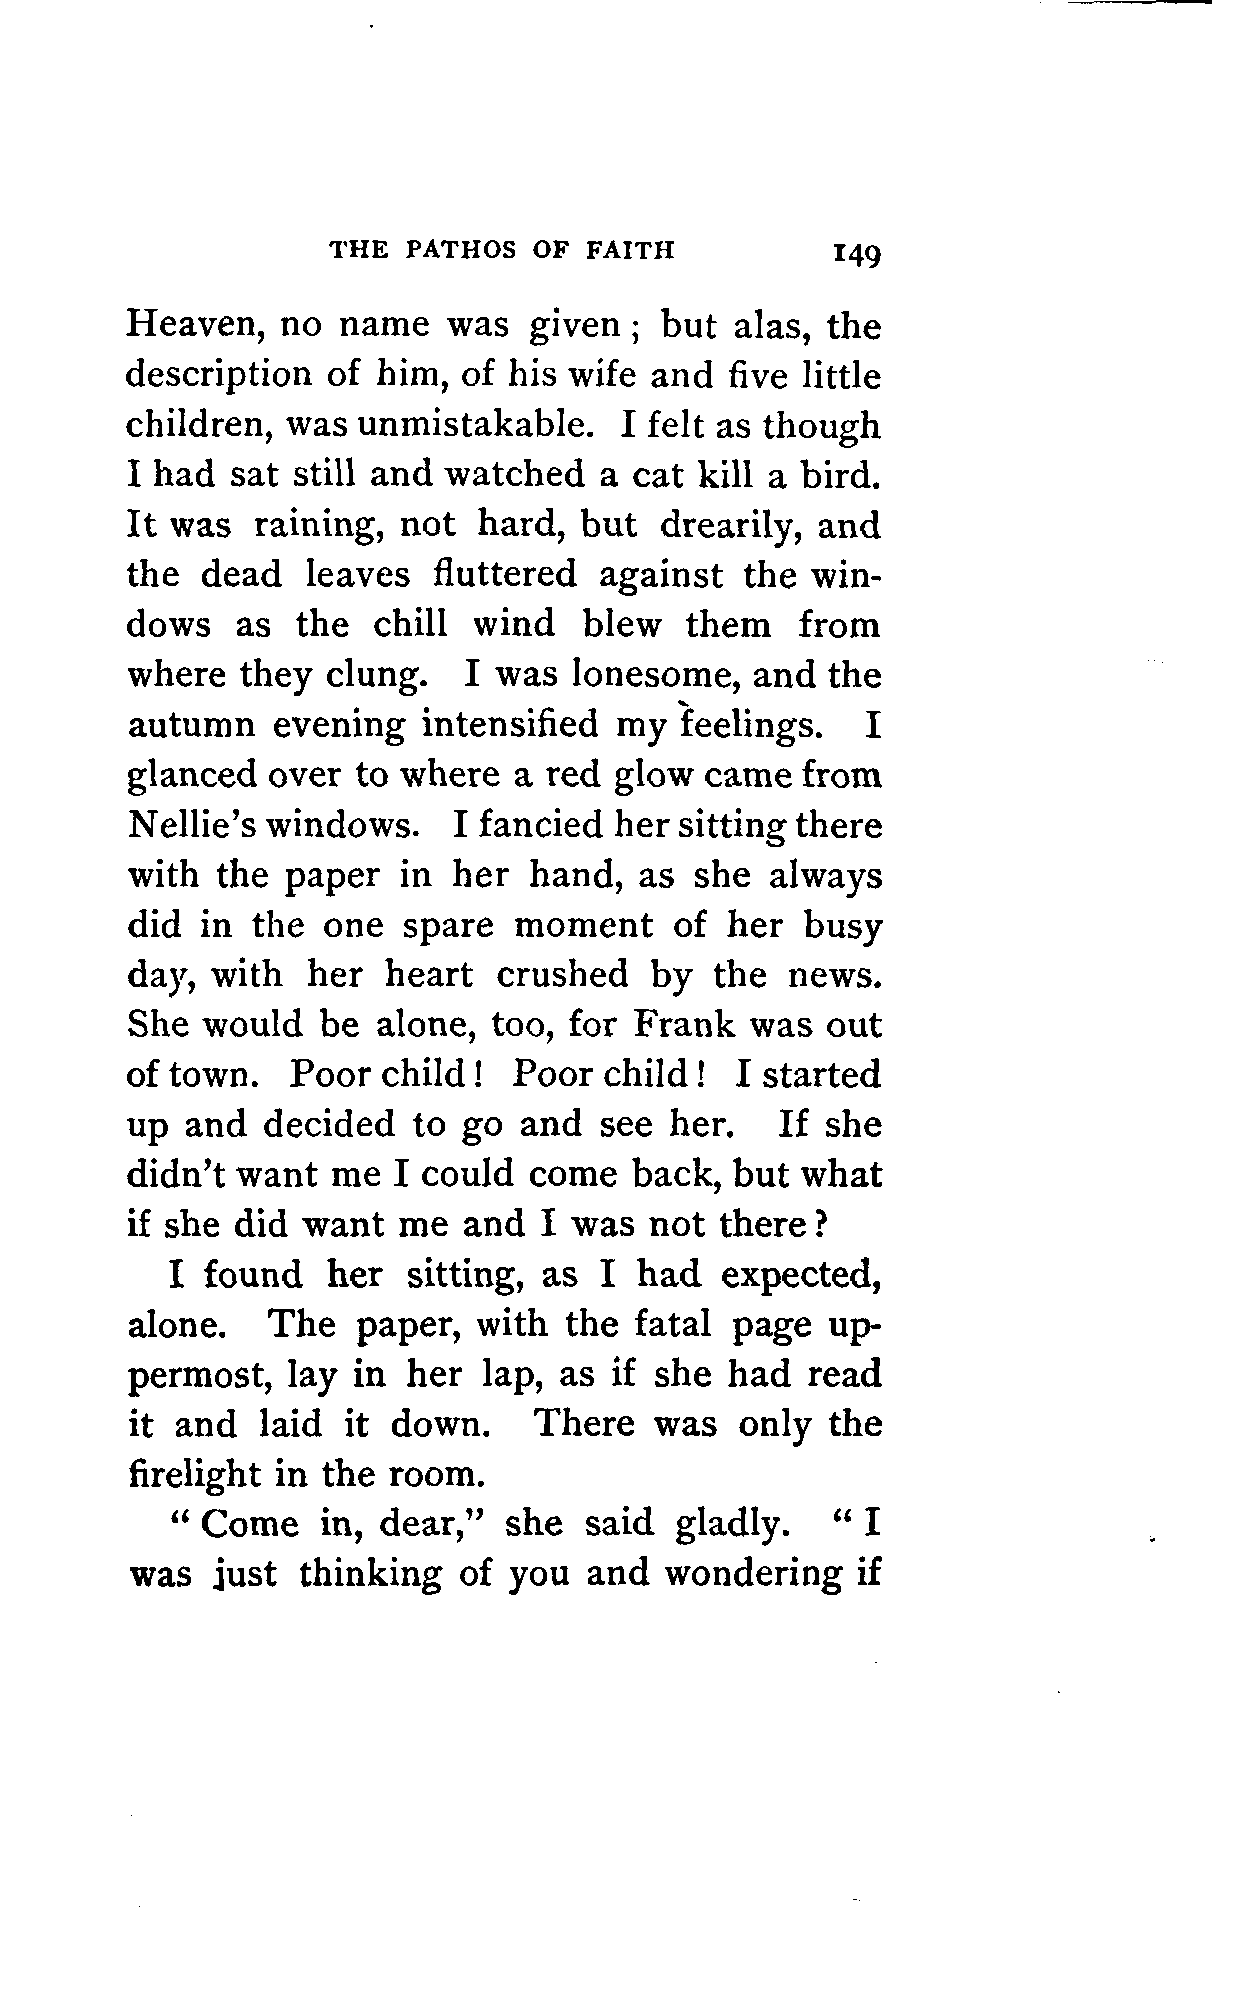 THE PATHOS OF FAITH 149
Heaven, no name was given ; but alas, the
description of him, of his wife and five little
children, was unmistakable. I felt as though
I had sat still and watched a cat kill a bird.
It was raining, not hard, but drearily, and
the dead leaves fluttered against the win-
dows as the chill wind blew them from
where they clung. I was lonesome, and the
autumn evening intensified my feelings. I
glanced over to where a red glow came from
Nellie's windows. I fancied her sitting there
with the paper in her hand, as she always
did in the one spare moment of her busy
day, with her heart crushed by the news.
She would be alone, too, for Frank was out
of town. Poor child ! Poor child ! I started
up and decided to go and see her. If she
didn't want me I could come back, but what
if she did want me and I was not there ?
I found her sitting, as I had expected,
alone. The paper, with the fatal page up-
permost, lay in her lap, as if she had read
it and laid it down. There was only the
firelight in the room.
“ Come in, dear,” she said gladly. “ I
was just thinking of you and wondering if